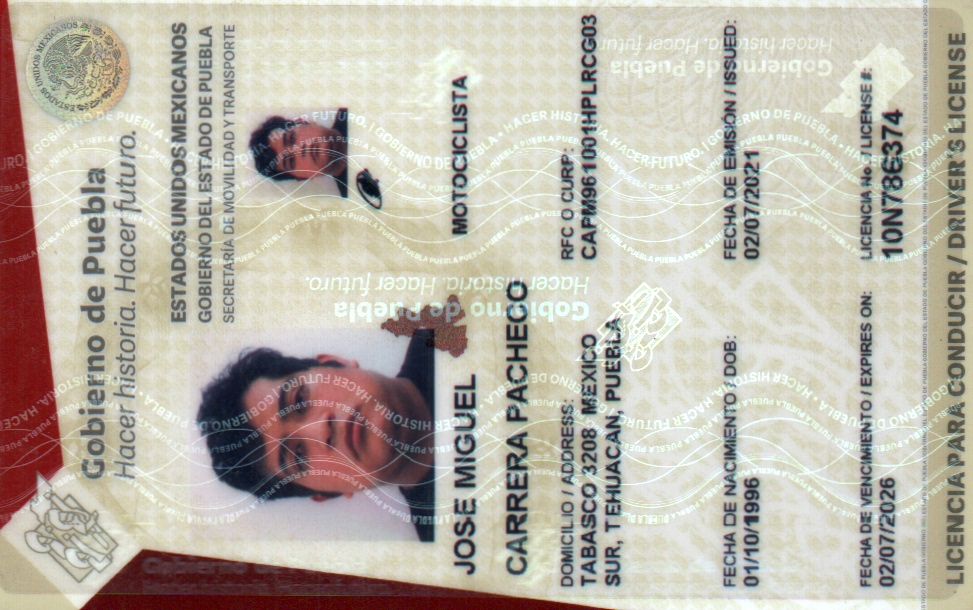 Gobierno de Puebla
Hacer historia. Hacer futuro.
ESTADOS UNIDOS MEXICANOS
GOBIERNO DEL ESTADO DE PUEBLA
SECRETARÍA DE MOVILIDAD Y TRANSPORTE
JOSE MIGUEL
MOTOCICLISTA
CARRERA PACHECO
DOMICILIO / ADDRESS:
TABASCO 3208 MEXICO
SUR, TEHUACAN, PUEBLA
RFC O CURP:
CAPM961001HPLRCG03
FECHA DE NACIMIENTO / DOB:
01/10/1996
FECHA DE EMISIÓN / ISSUED:
02/07/2021
FECHA DE VENCIMIENTO / EXPIRES ON:
02/07/2026
LICENCIA No./ LICENSE #:
10N78E374
LICENCIA PARA CONDUCIR / DRIVER'S LICENSE
Gobierno de Puebla
Hacer historia. Hacer futuro.
Gobierno de Puebla
Hacer historia. Hacer futuro.
ESTADOS UNIDOS MEXICANOS